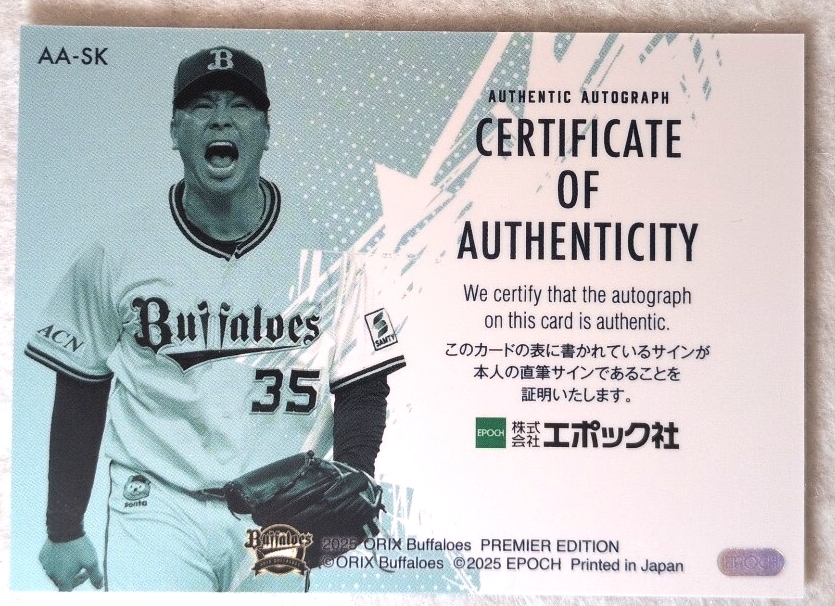 AA-SK
B
AUTHENTIC AUTOGRAPH
CERTIFICATE
OF
AUTHENTICITY
We certify that the autograph
on this card is authentic.
このカードの表に書かれているサインが
本人の直筆サインであることを
証明いたします。
EPOCH 株式会社 エポック社
Buffaloes
35
ACN
SAMTY
Ponta
Buffaloes
2025 ORIX Buffaloes PREMIER EDITION
©ORIX Buffaloes ©2025 EPOCH Printed in Japan
EPOCH